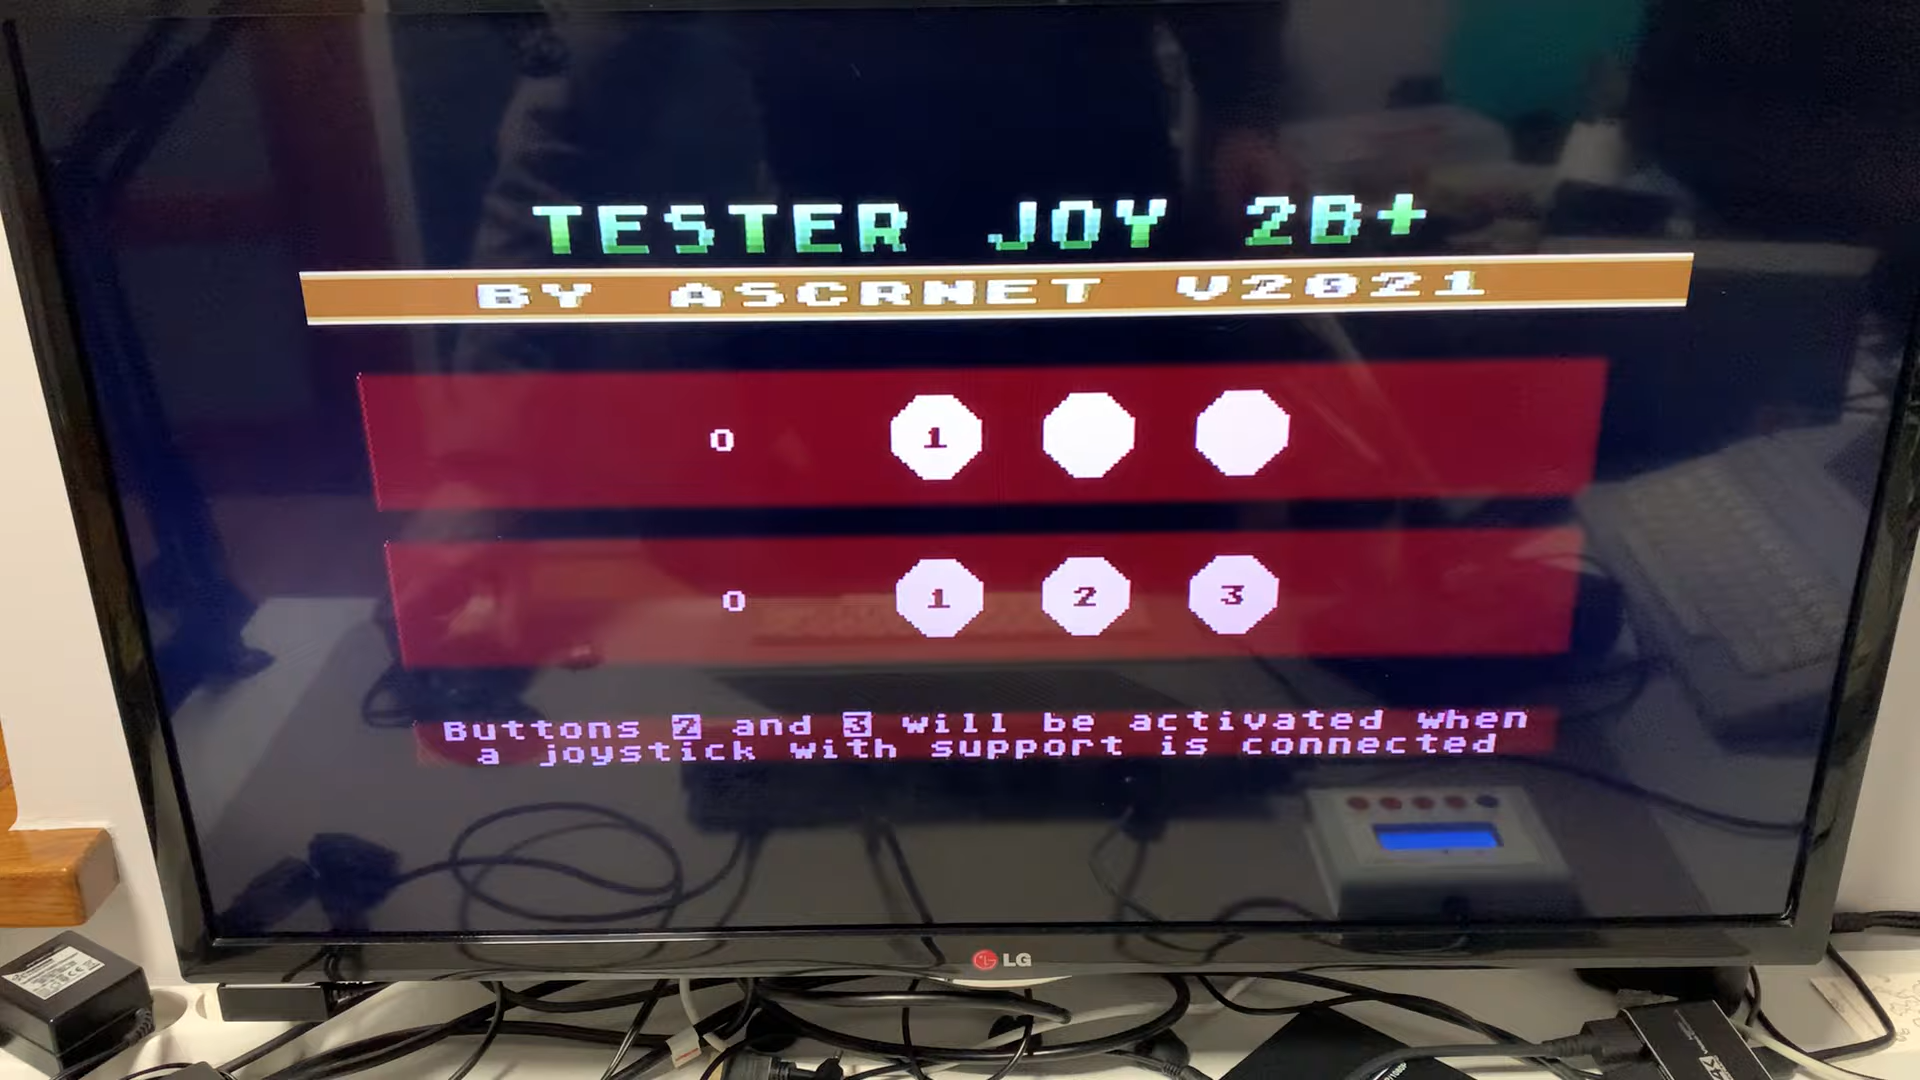 TESTER JOY 2B+
BY ASCRNET V2021
0 1
0 1 2 3
Buttons 2 and 3 will be activated when
a joystick with support is connected
LG